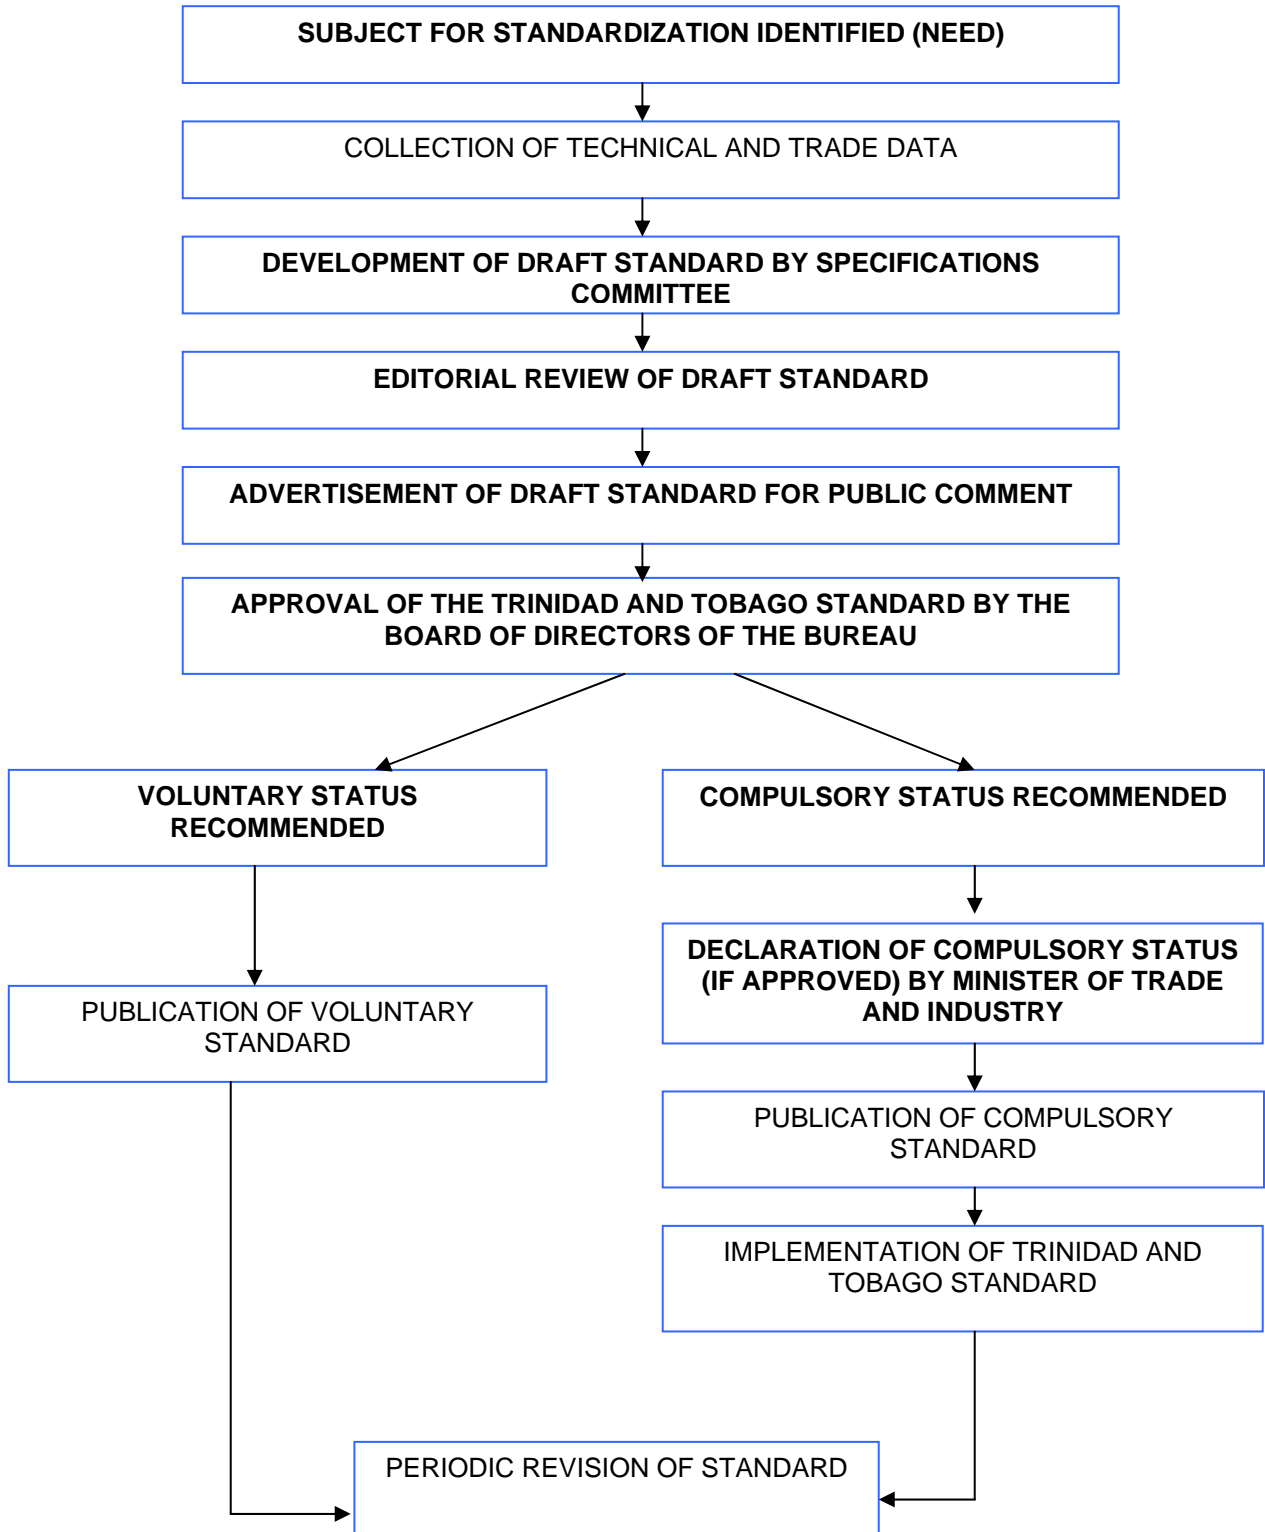 SUBJECT FOR STANDARDIZATION IDENTIFIED (NEED)
COLLECTION OF TECHNICAL AND TRADE DATA
DEVELOPMENT OF DRAFT STANDARD BY SPECIFICATIONS
COMMITTEE
EDITORIAL REVIEW OF DRAFT STANDARD
ADVERTISEMENT OF DRAFT STANDARD FOR PUBLIC COMMENT
APPROVAL OF THE TRINIDAD AND TOBAGO STANDARD BY THE
BOARD OF DIRECTORS OF THE BUREAU
VOLUNTARY STATUS
RECOMMENDED
COMPULSORY STATUS RECOMMENDED
DECLARATION OF COMPULSORY STATUS
(IF APPROVED) BY MINISTER OF TRADE
AND INDUSTRY
PUBLICATION OF VOLUNTARY
STANDARD
PUBLICATION OF COMPULSORY
STANDARD
IMPLEMENTATION OF TRINIDAD AND
TOBAGO STANDARD
PERIODIC REVISION OF STANDARD